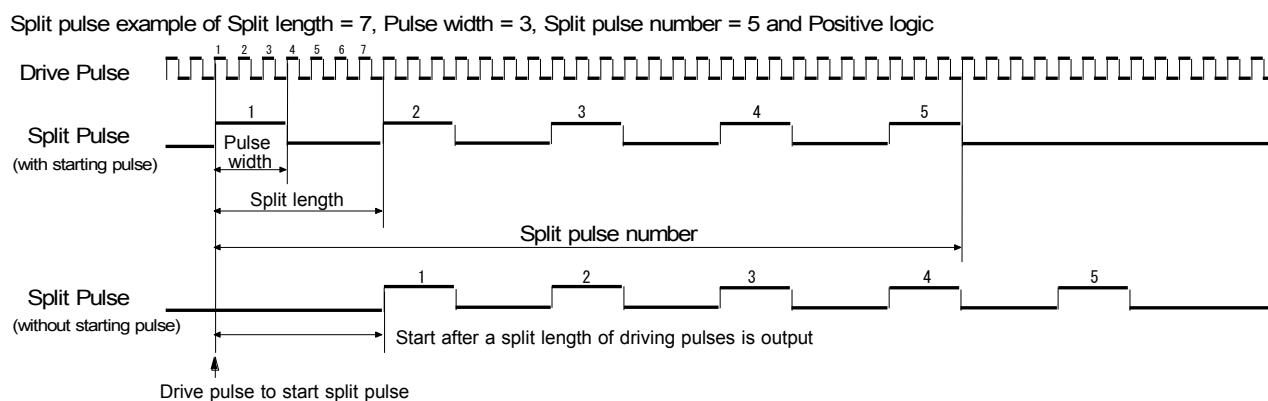 Split pulse example of Split length = 7, Pulse width = 3, Split pulse number = 5 and Positive logic
1 2 3 4 5 6 7
Drive Pulse
1 2 3 4 5
Split Pulse
(with starting pulse)
Pulse
width
Split length
Split pulse number
1 2 3 4 5
Split Pulse
(without starting pulse)
Start after a split length of driving pulses is output
Drive pulse to start split pulse